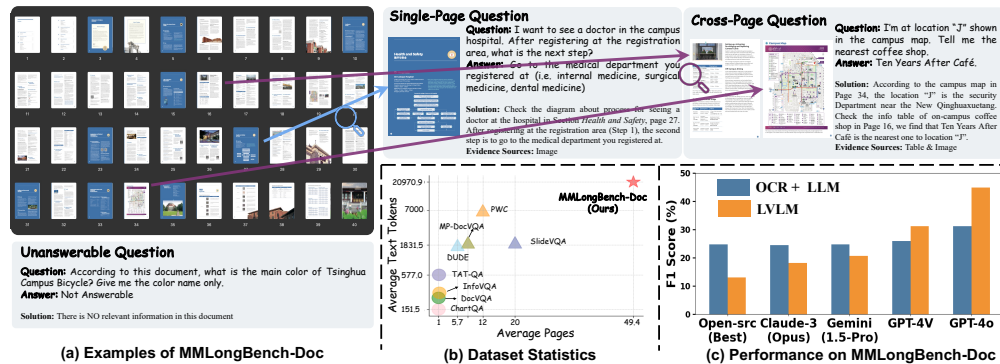 Single-Page Question
Question: I want to see a doctor in the campus
hospital. After registering at the registration
area, what is the next step?
Answer: Go to the medical department you
registered at (i.e. internal medicine, surgical
medicine, dental medicine)
Solution: Check the diagram about process for seeing a
doctor at the hospital in Section Health and Safety, page 27.
After registering at the registration area (Step 1), the second
step is to go to the medical department you registered at.
Evidence Sources: Image
Health and Safety
Cross-Page Question
Question: I'm at location "J" shown
in the campus map. Tell me the
nearest coffee shop.
Answer: Ten Years After Café.
Solution: According to the campus map in
Page 34, the location "J" is the security
Department near the New Qinghuaxuetang.
Check the info table of on-campus coffee
shop in Page 16, we find that Ten Years After
Café is the nearest one to location "J".
Evidence Sources: Table & Image
Unanswerable Question
Question: According to this document, what is the main color of Tsinghua
Campus Bicycle? Give me the color name only.
Answer: Not Answerable
Solution: There is NO relevant information in this document
(a) Examples of MMLongBench-Doc
Average Text Tokens
20970.9
7000
1831.5
577.0
151.5
MMLongBench-Doc
(Ours)
PWC
MP-DocVQA
SlideVQA
DUDE
TAT-QA
InfoVQA
DocVQA
ChartQA
1 5.7 12 20 49.4
Average Pages
(b) Dataset Statistics
F1 Score (%)
50
40
30
20
10
0
OCR + LLM
LVLM
Open-src
(Best)
Claude-3
(Opus)
Gemini
(1.5-Pro)
GPT-4V
GPT-4o
(c) Performance on MMLongBench-Doc